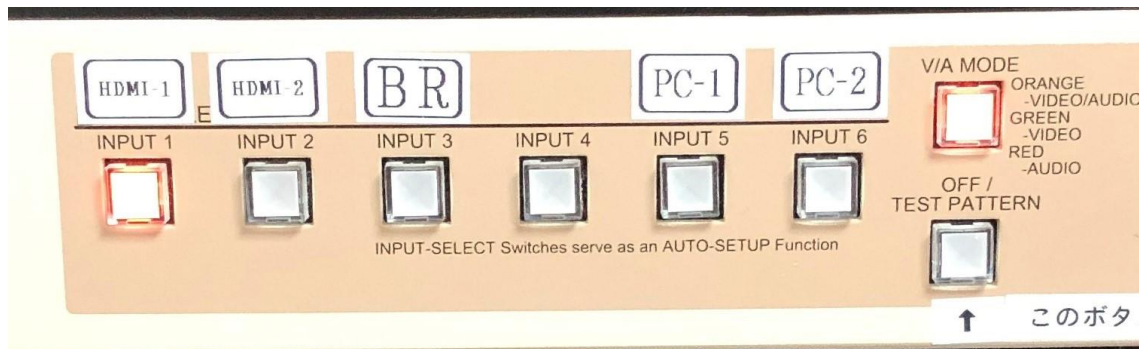 HDMI-1
HDMI-2
BR
PC-1
PC-2
E
INPUT 1
INPUT 2
INPUT 3
INPUT 4
INPUT 5
INPUT 6
INPUT-SELECT Switches serve as an AUTO-SETUP Function
V/A MODE
ORANGE
-VIDEO/AUDIO
GREEN
-VIDEO
RED
-AUDIO
OFF /
TEST PATTERN
↑ このボタ